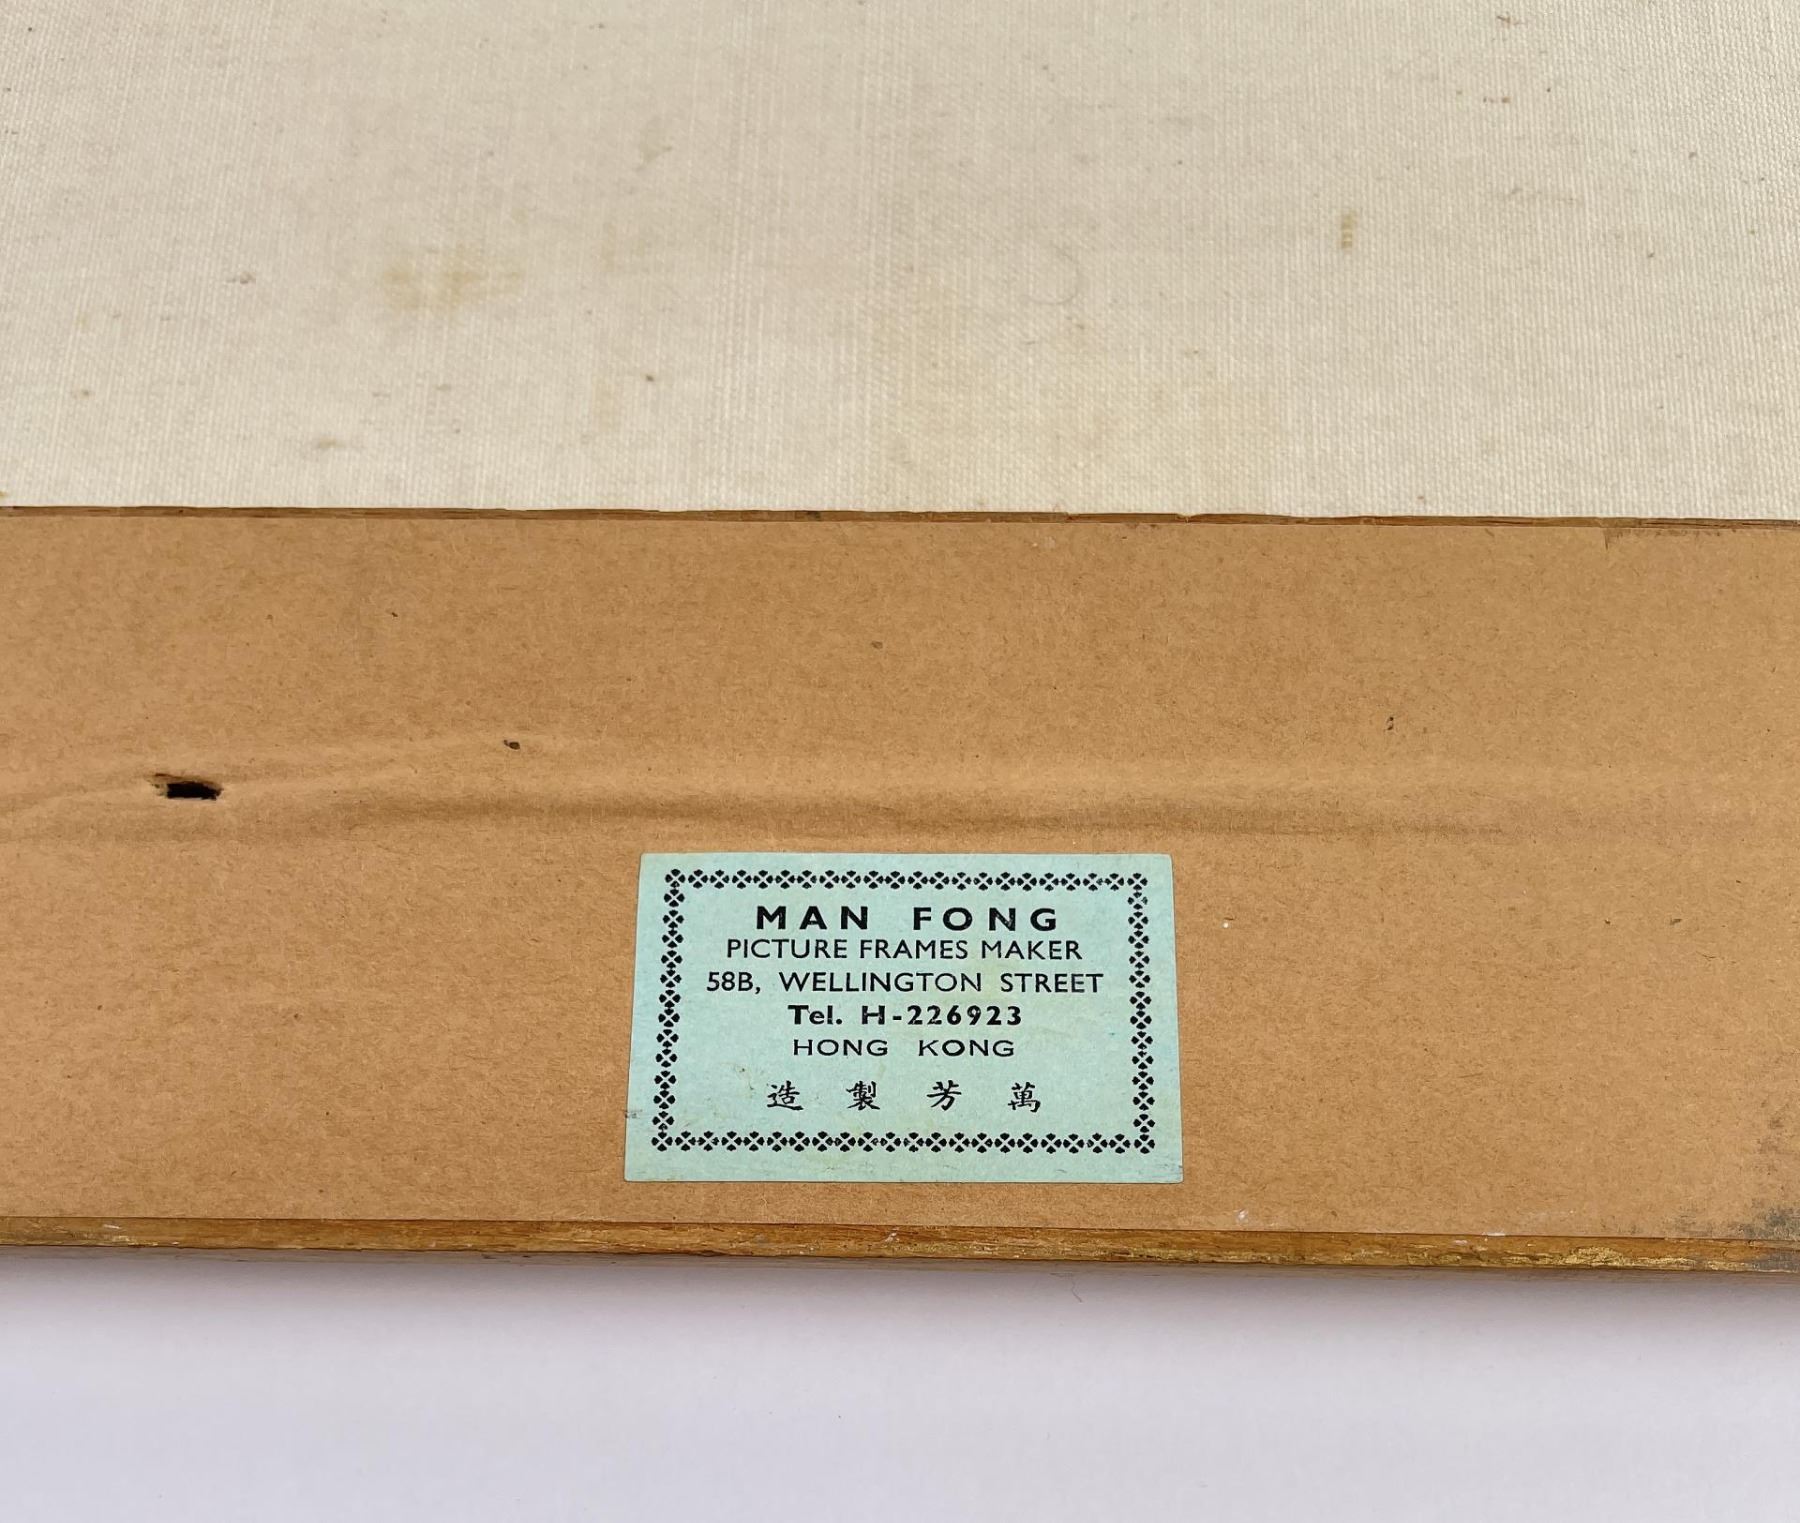 MAN FONG
PICTURE FRAMES MAKER
58B, WELLINGTON STREET
Tel. H-226923
HONG KONG
萬芳製造